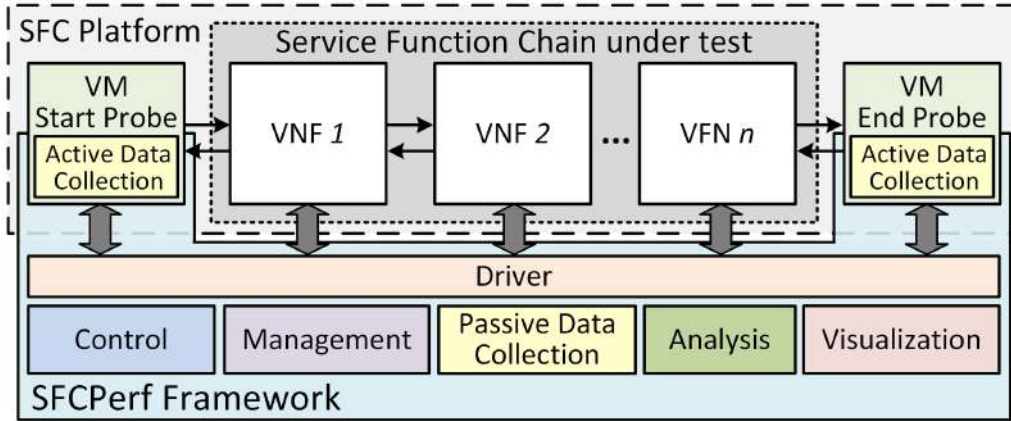 SFC Platform
Service Function Chain under test
VM
Start Probe
Active Data
Collection
VNF 1
VNF 2
...
VFN n
VM
End Probe
Active Data
Collection
Driver
Control
Management
Passive Data
Collection
Analysis
Visualization
SFCPerf Framework